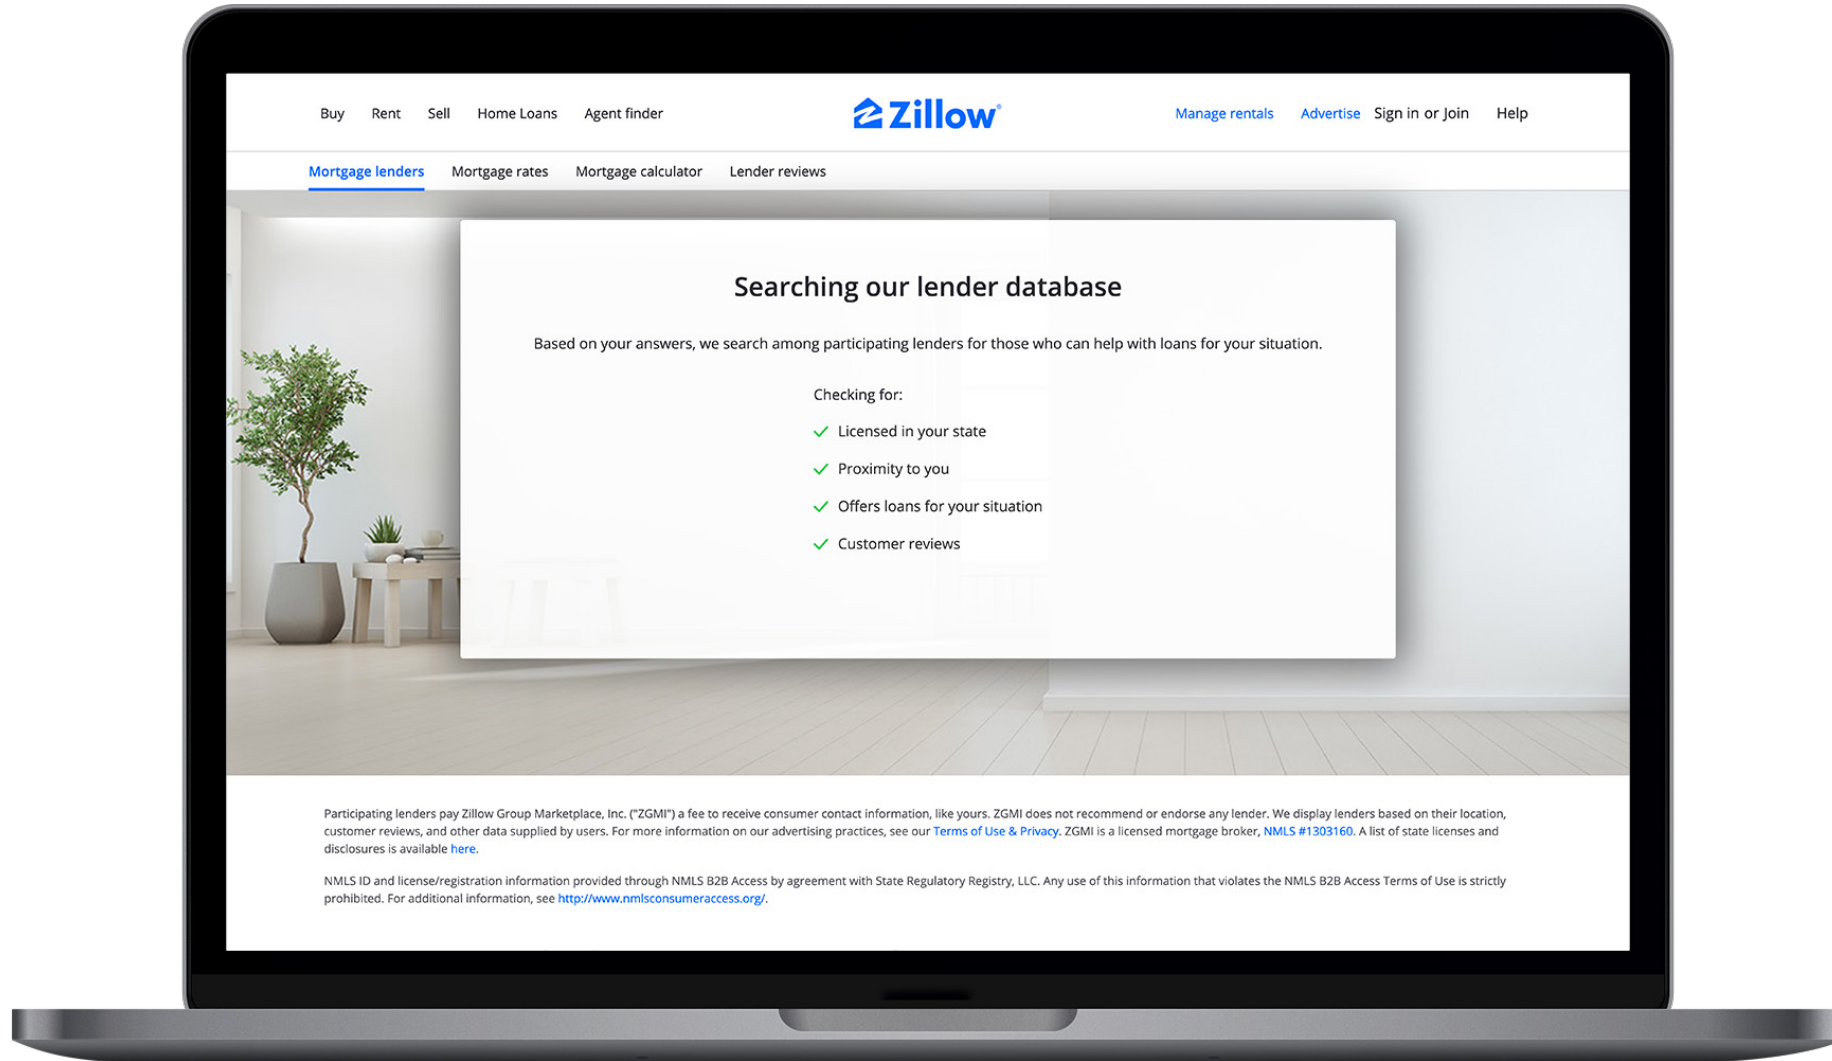 Buy Rent Sell Home Loans Agent finder Zillow® Manage rentals Advertise Sign in or Join Help
Mortgage lenders Mortgage rates Mortgage calculator Lender reviews
Searching our lender database
Based on your answers, we search among participating lenders for those who can help with loans for your situation.
Checking for:
Licensed in your state
Proximity to you
Offers loans for your situation
Customer reviews
Participating lenders pay Zillow Group Marketplace, Inc. ("ZGMI") a fee to receive consumer contact information, like yours. ZGMI does not recommend or endorse any lender. We display lenders based on their location,
customer reviews, and other data supplied by users. For more information on our advertising practices, see our Terms of Use & Privacy. ZGMI is a licensed mortgage broker, NMLS #1303160. A list of state licenses and
disclosures is available here.
NMLS ID and license/registration information provided through NMLS B2B Access by agreement with State Regulatory Registry, LLC. Any use of this information that violates the NMLS B2B Access Terms of Use is strictly
prohibited. For additional information, see http://www.nmlsconsumeraccess.org/.